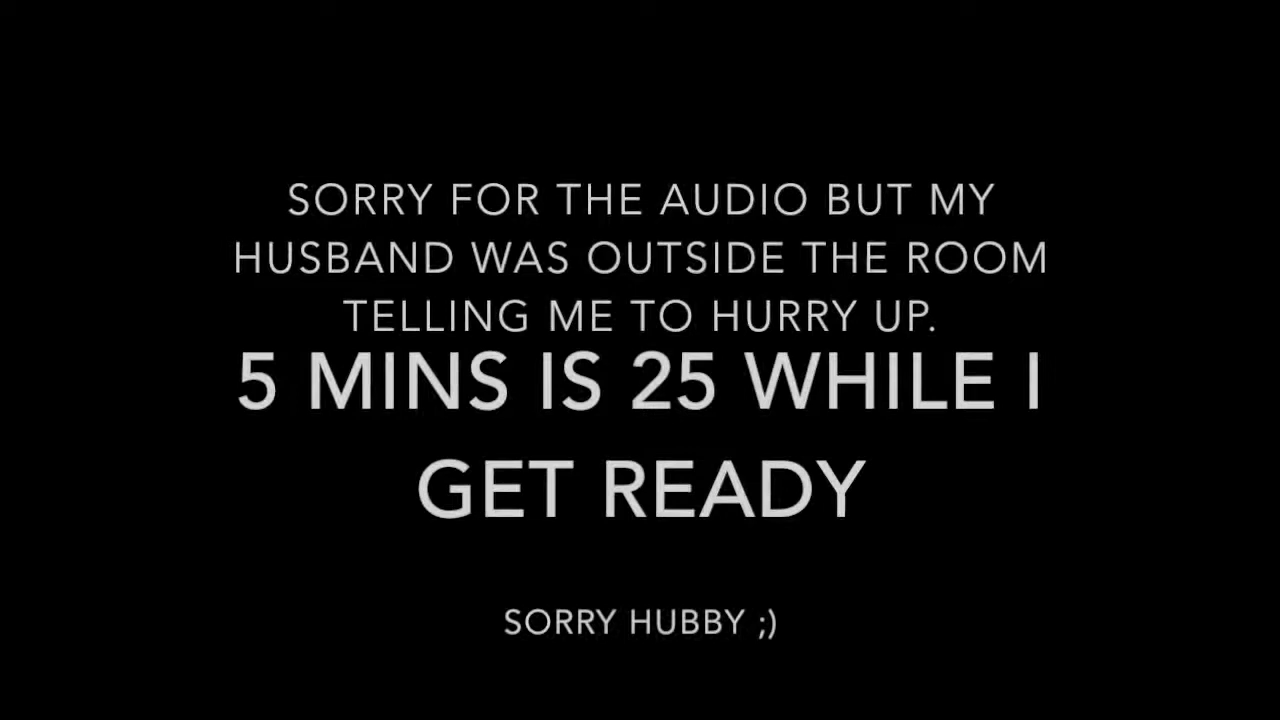 SORRY FOR THE AUDIO BUT MY
HUSBAND WAS OUTSIDE THE ROOM
TELLING ME TO HURRY UP.
5 MINS IS 25 WHILE I
GET READY
SORRY HUBBY ;)